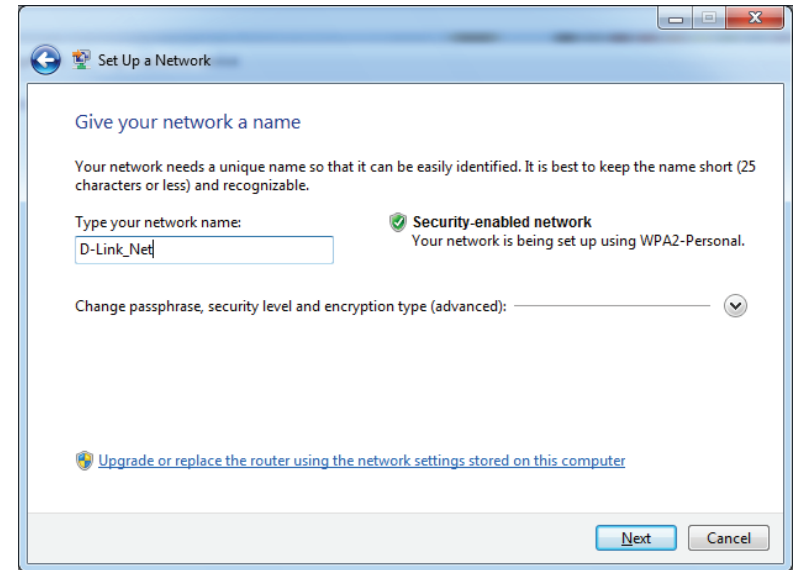 Set Up a Network
Give your network a name
Your network needs a unique name so that it can be easily identified. It is best to keep the name short (25
characters or less) and recognizable.
Type your network name:
D-Link_Net
Security-enabled network
Your network is being set up using WPA2-Personal.
Change passphrase, security level and encryption type (advanced):
Upgrade or replace the router using the network settings stored on this computer
Next
Cancel